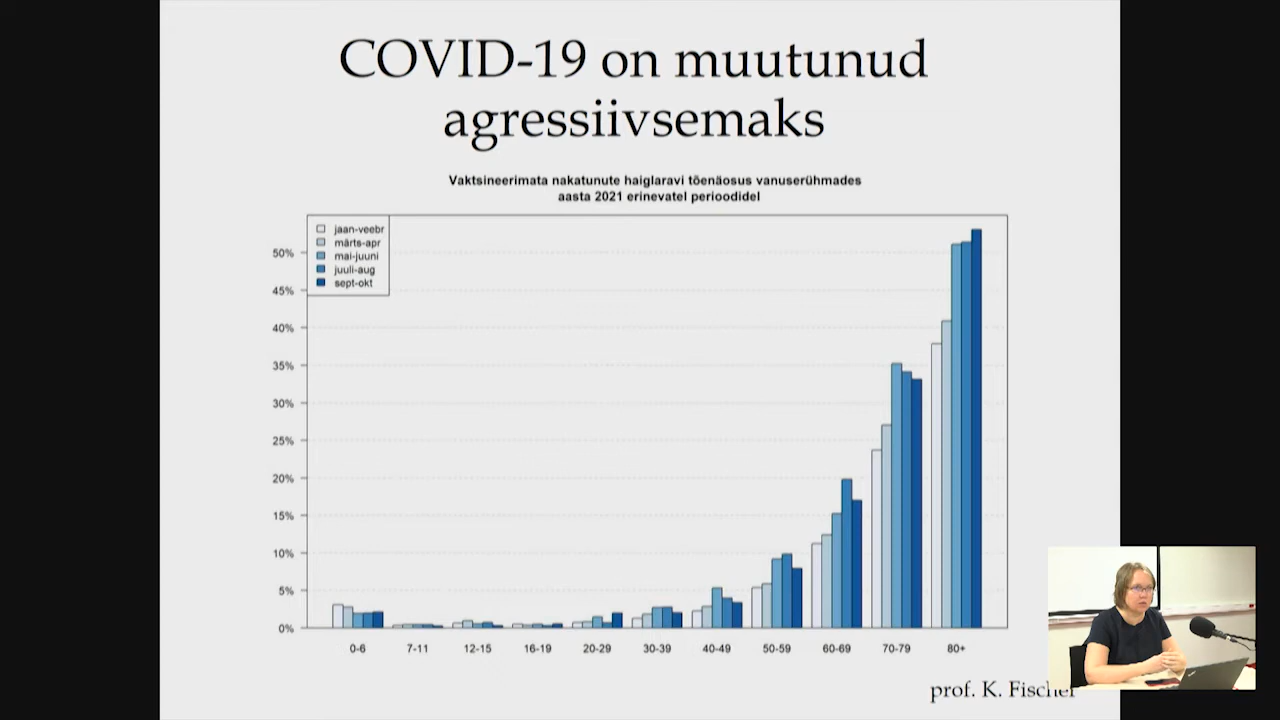 COVID-19 on muutunud
agressiivsemaks
Vaktsineerimata nakatunute haiglaravi tõenäosus vanuserühmades
aasta 2021 erinevatel perioodidel
jaan-veebr
märts-apr
mai-juuni
juuli-aug
sept-okt
50%
45%
40%
35%
30%
25%
20%
15%
10%
5%
0%
0-6 7-11 12-15 16-19 20-29 30-39 40-49 50-59 60-69 70-79 80+
prof. K. Fischer